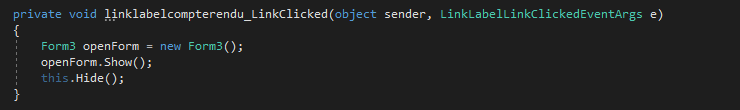 private void linklabelcompterendu_LinkClicked(object sender, LinkLabelLinkClickedEventArgs e)
{
Form3 openForm = new Form3();
openForm.Show();
this.Hide();
}